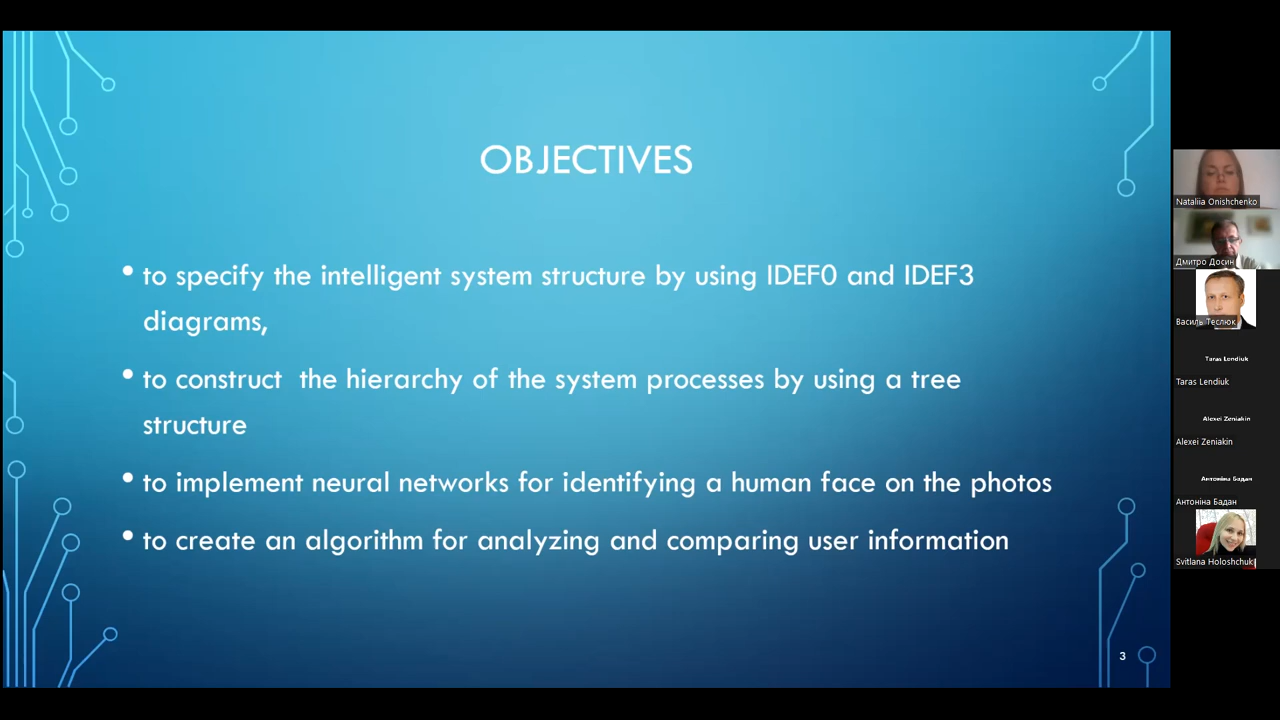 OBJECTIVES
• to specify the intelligent system structure by using IDEF0 and IDEF3
diagrams,
• to construct  the hierarchy of the system processes by using a tree
structure
• to implement neural networks for identifying a human face on the photos
• to create an algorithm for analyzing and comparing user information
3
Nataliia Onishchenko
Дмитро Досин
Василь Теслюк
Taras Lendiuk
Taras Lendiuk
Alexei Zeniakin
Alexei Zeniakin
Антоніна Бадан
Антоніна Бадан
Svitlana Holoshchuk